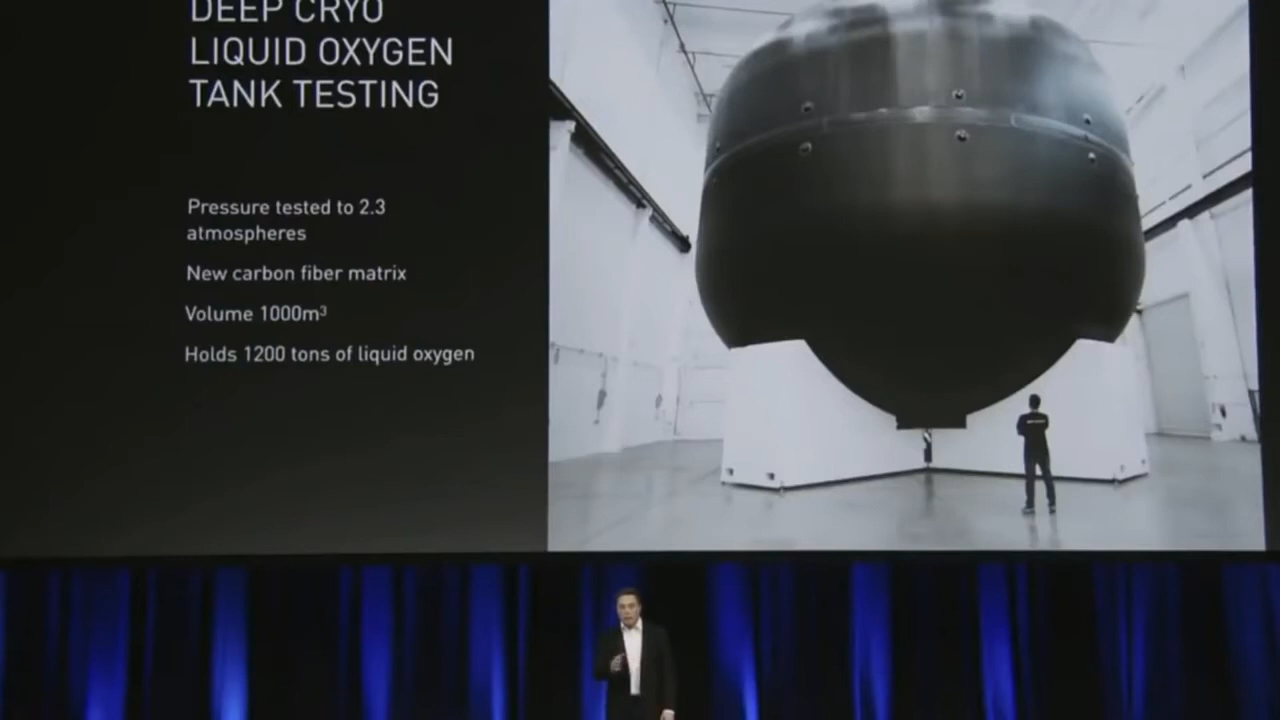 DEEP CRYO
LIQUID OXYGEN
TANK TESTING
Pressure tested to 2.3
atmospheres
New carbon fiber matrix
Volume 1000m³
Holds 1200 tons of liquid oxygen